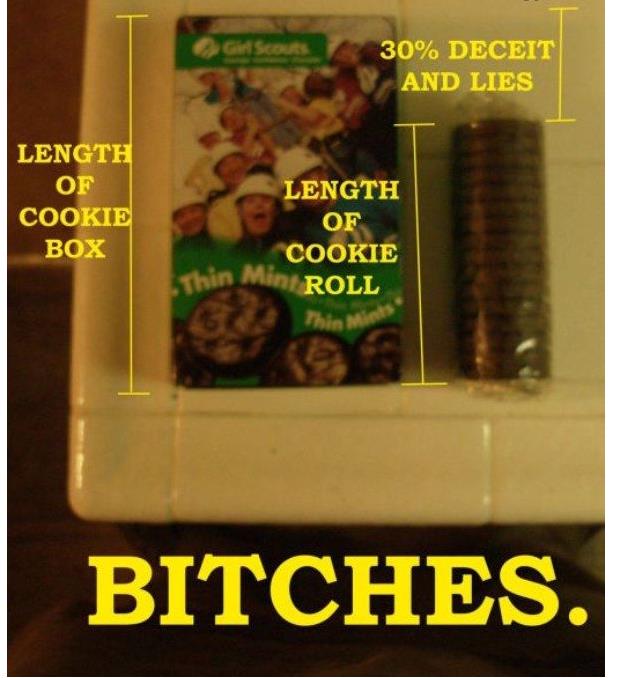 Girl Scouts.
30% DECEIT
AND LIES
LENGTH
OF
COOKIE
BOX
LENGTH
OF
COOKIE
ROLL
Thin Mints
Thin Mints
BITCHES.